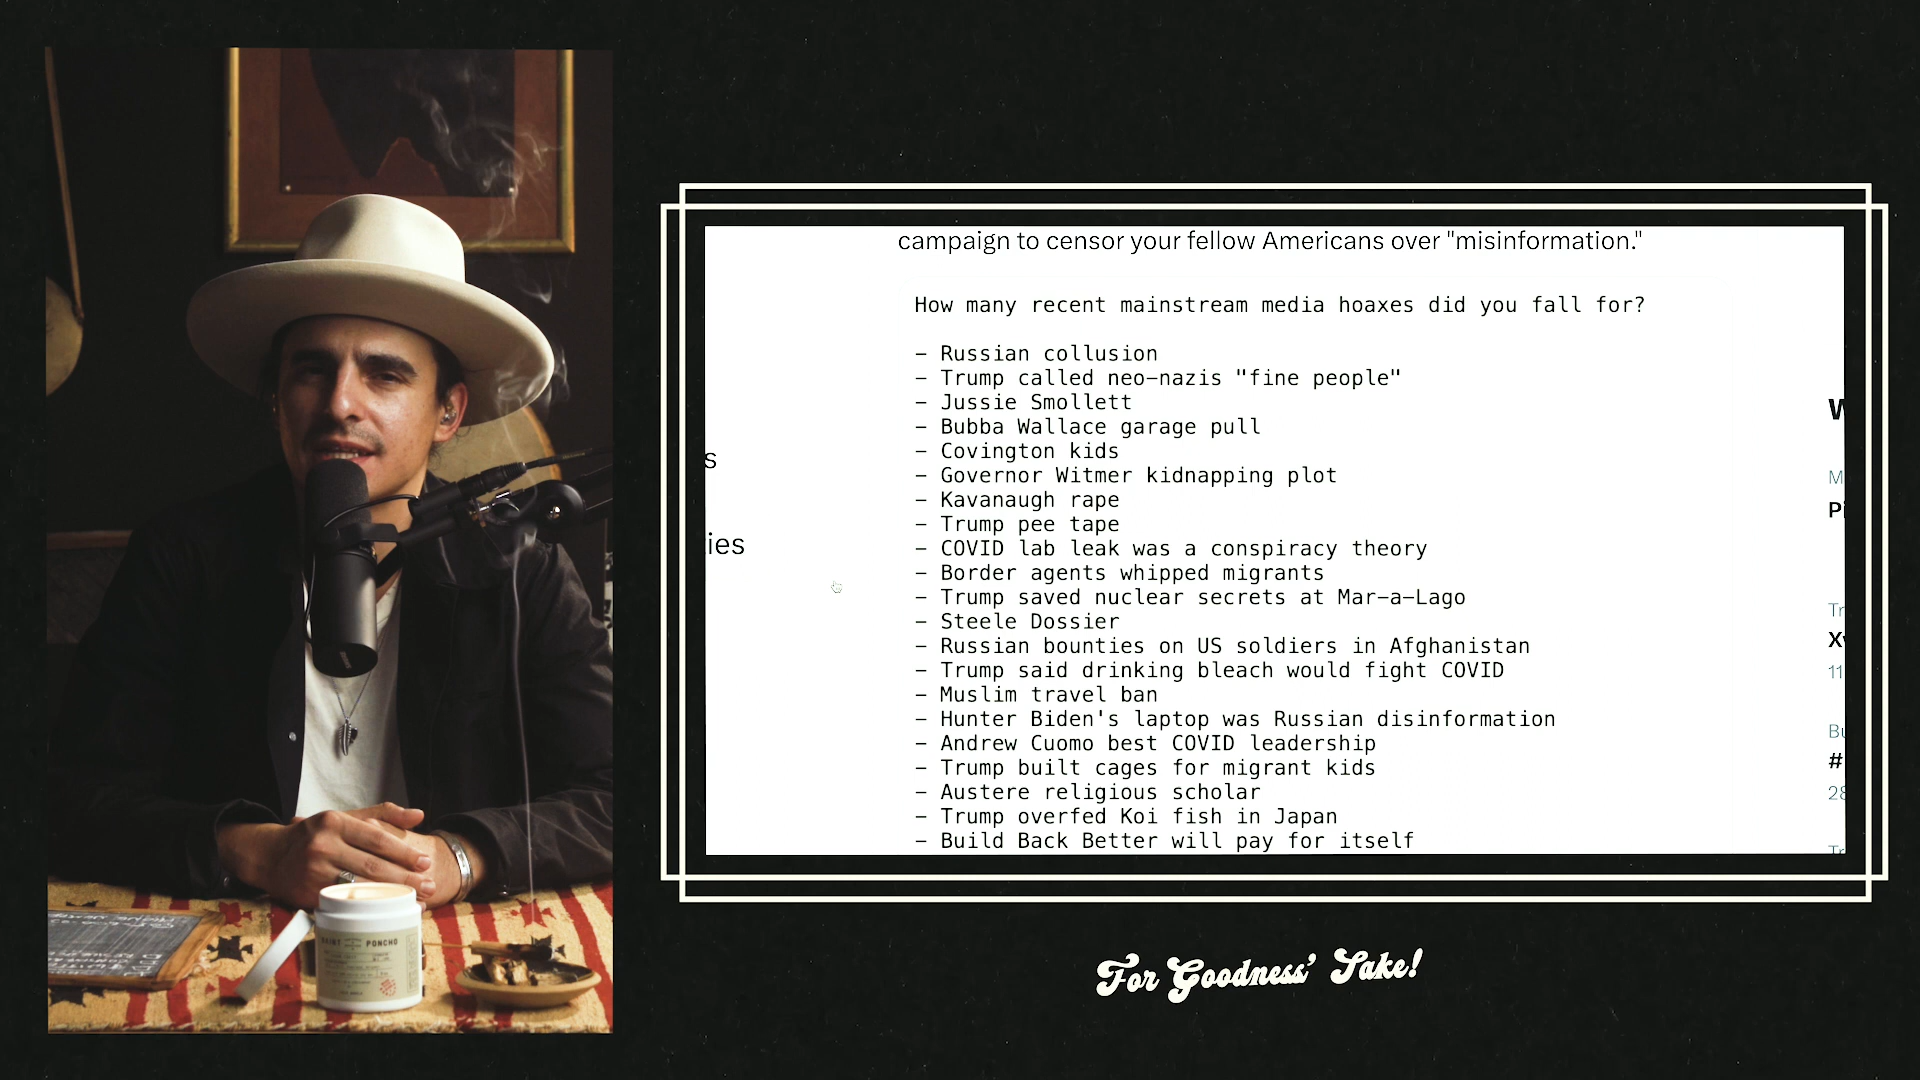 campaign to censor your fellow Americans over "misinformation."
How many recent mainstream media hoaxes did you fall for?
- Russian collusion
- Trump called neo-nazis "fine people"
- Jussie Smollett
- Bubba Wallace garage pull
- Covington kids
- Governor Witmer kidnapping plot
- Kavanaugh rape
- Trump pee tape
- COVID lab leak was a conspiracy theory
- Border agents whipped migrants
- Trump saved nuclear secrets at Mar-a-Lago
- Steele Dossier
- Russian bounties on US soldiers in Afghanistan
- Trump said drinking bleach would fight COVID
- Muslim travel ban
- Hunter Biden's laptop was Russian disinformation
- Andrew Cuomo best COVID leadership
- Trump built cages for migrant kids
- Austere religious scholar
- Trump overfed Koi fish in Japan
- Build Back Better will pay for itself
s
ies
#
28
11
For Goodness' Sake!
SAINT PONCHO